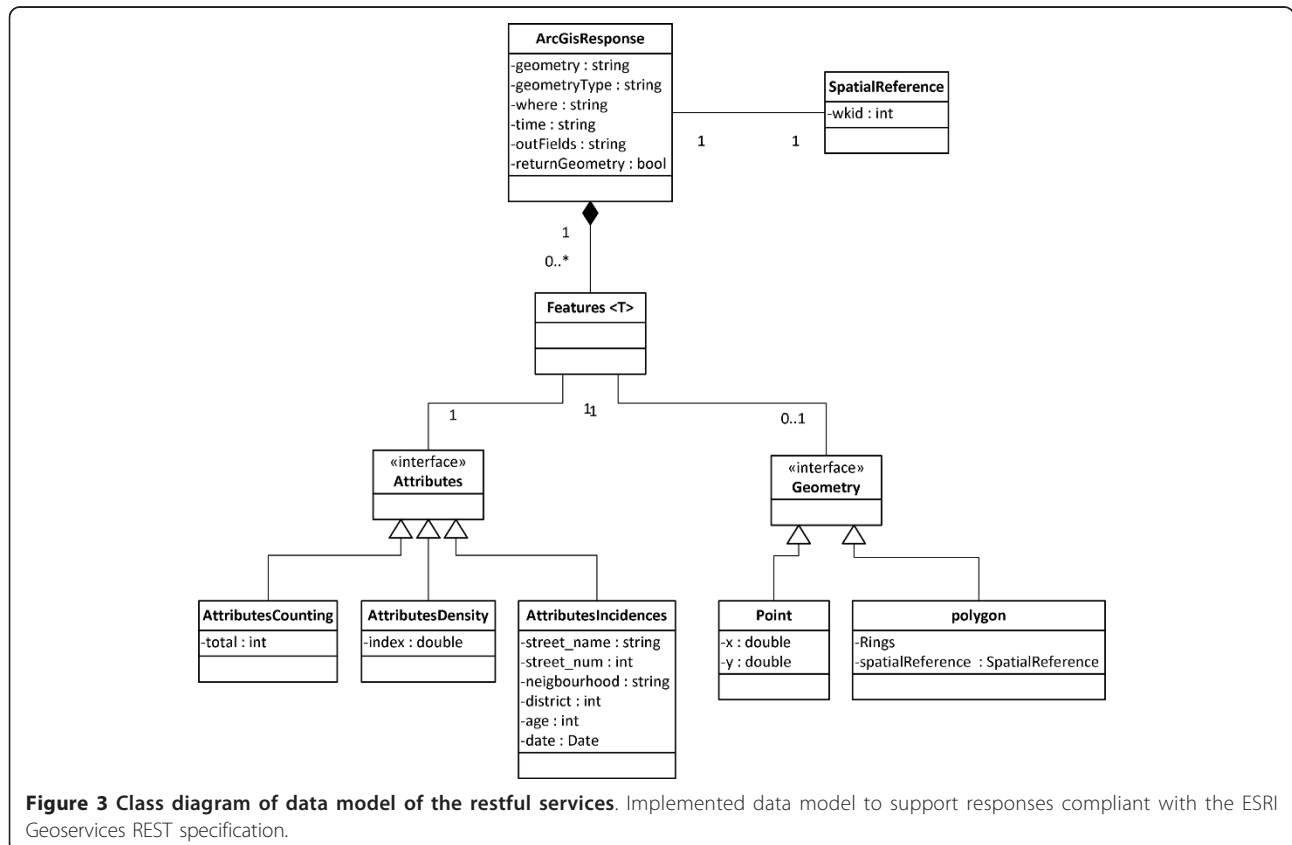 ArcGisResponse
-geometry : string
-geometryType : string
-where : string
-time : string
-outFields : string
-returnGeometry : bool
SpatialReference
-wkid : int
1
1
1
0..*
Features <T>
1
1
1
0..1
«interface»
Attributes
«interface»
Geometry
AttributesCounting
-total : int
AttributesDensity
-index : double
AttributesIncidences
-street_name : string
-street_num : int
-neigbourhood : string
-district : int
-age : int
-date : Date
Point
-x : double
-y : double
polygon
-Rings
-spatialReference : SpatialReference
Figure 3 Class diagram of data model of the restful services. Implemented data model to support responses compliant with the ESRI
Geoservices REST specification.